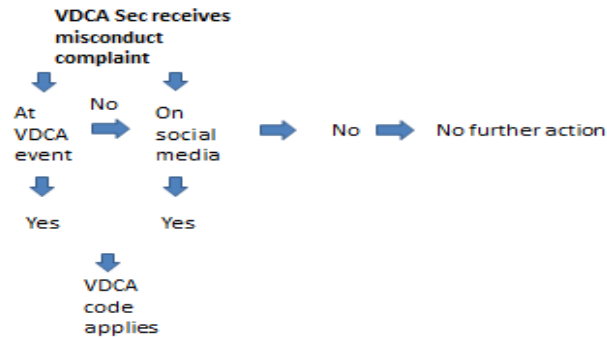 VDCA Sec receives
misconduct
complaint
No
At
VDCA
event
On
social
media
No
No further action
Yes
Yes
VDCA
code
applies